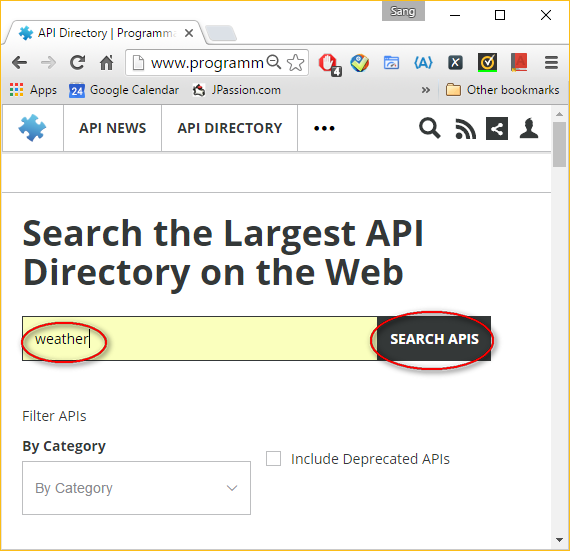 Sang
API Directory | Programma
www.programm
4
Apps
24
Google Calendar
JPassion.com
»
Other bookmarks
API NEWS
API DIRECTORY
•••
Search the Largest API
Directory on the Web
weather
SEARCH APIS
Filter APIs
By Category
Include Deprecated APIs
By Category